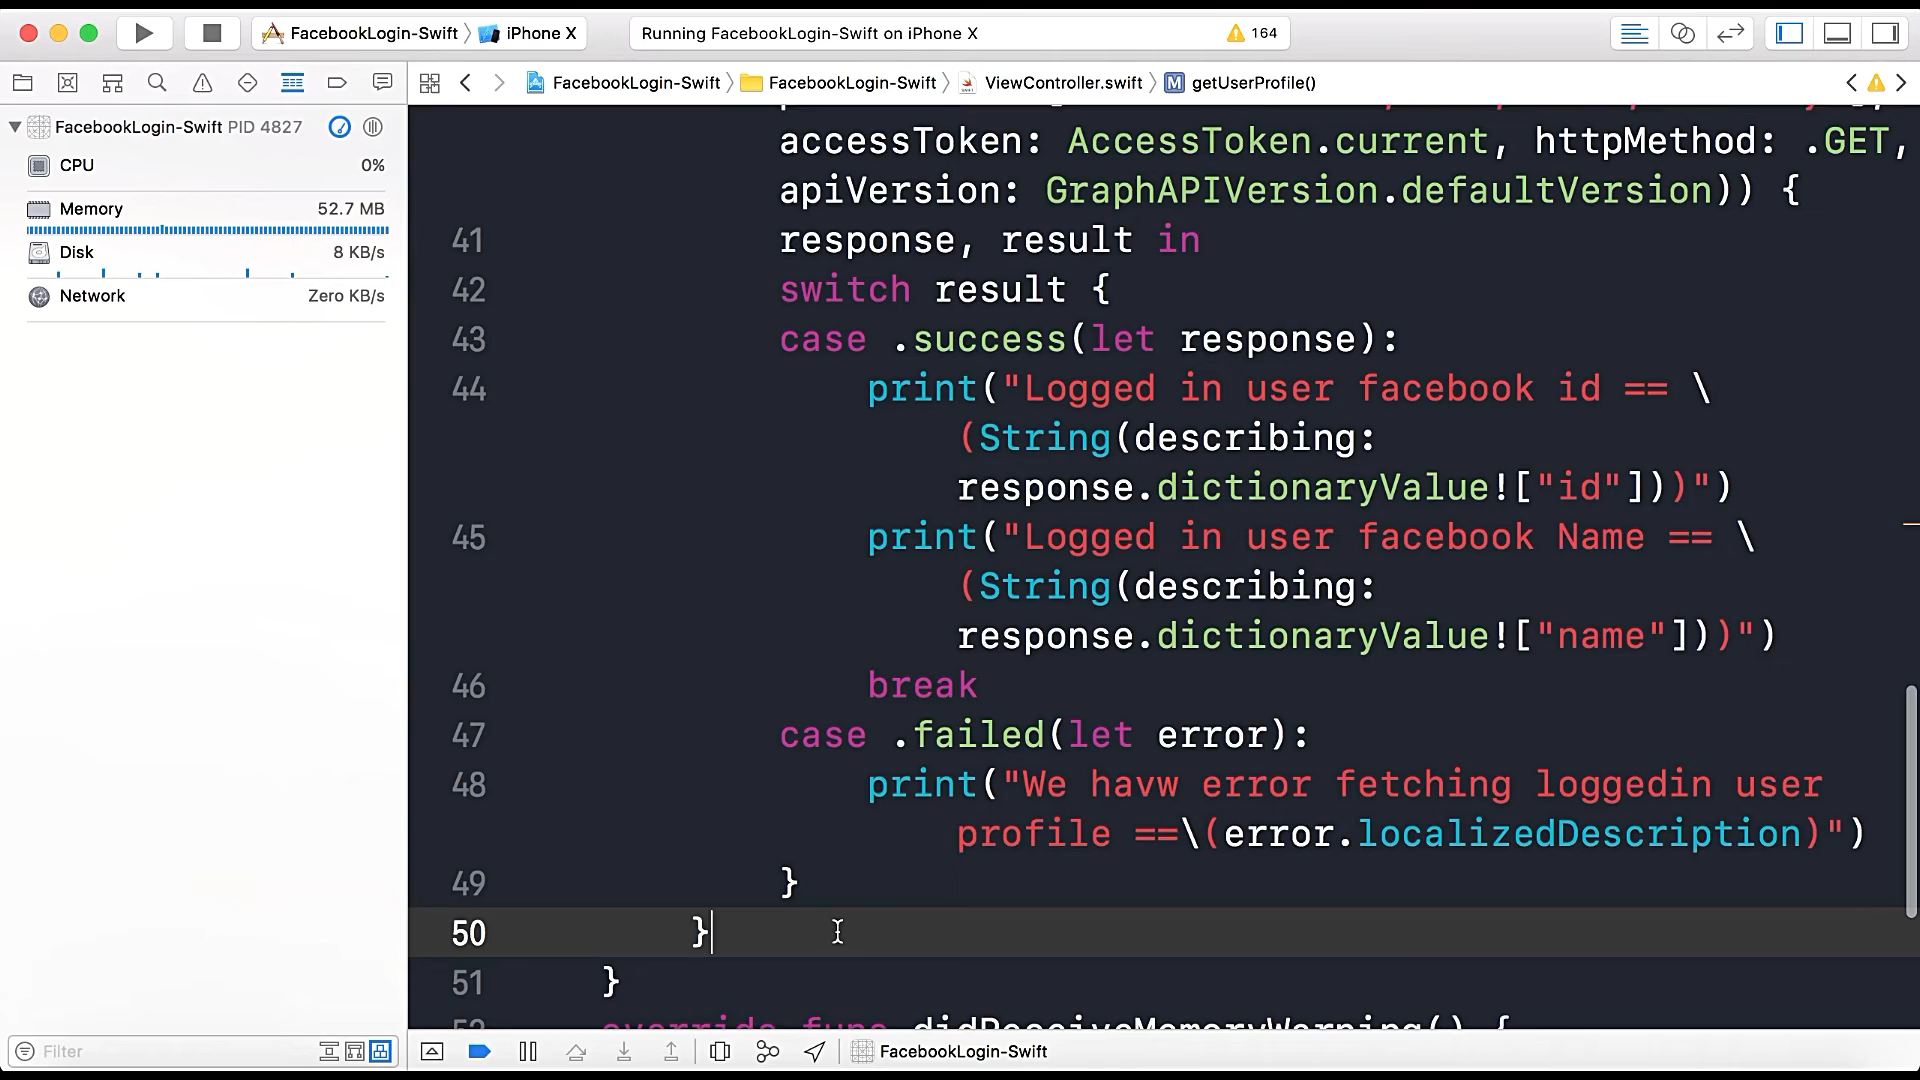 FacebookLogin-Swift iPhone X Running FacebookLogin-Swift on iPhone X 164
FacebookLogin-Swift FacebookLogin-Swift ViewController.swift getUserProfile()
FacebookLogin-Swift PID 4827
CPU 0%
Memory 52.7 MB
Disk 8 KB/s
Network Zero KB/s
accessToken: AccessToken.current, httpMethod: .GET,
apiVersion: GraphAPIVersion.defaultVersion)) {
41 response, result in
42 switch result {
43 case .success(let response):
44 print("Logged in user facebook id == \
(String(describing:
response.dictionaryValue!["id"]))")
45 print("Logged in user facebook Name == \
(String(describing:
response.dictionaryValue!["name"]))")
46 break
47 case .failed(let error):
48 print("We havw error fetching loggedin user
profile ==\(error.localizedDescription)")
49 }
50 }
51 }
52 override func didReceiveMemoryWarning() {
Filter FacebookLogin-Swift